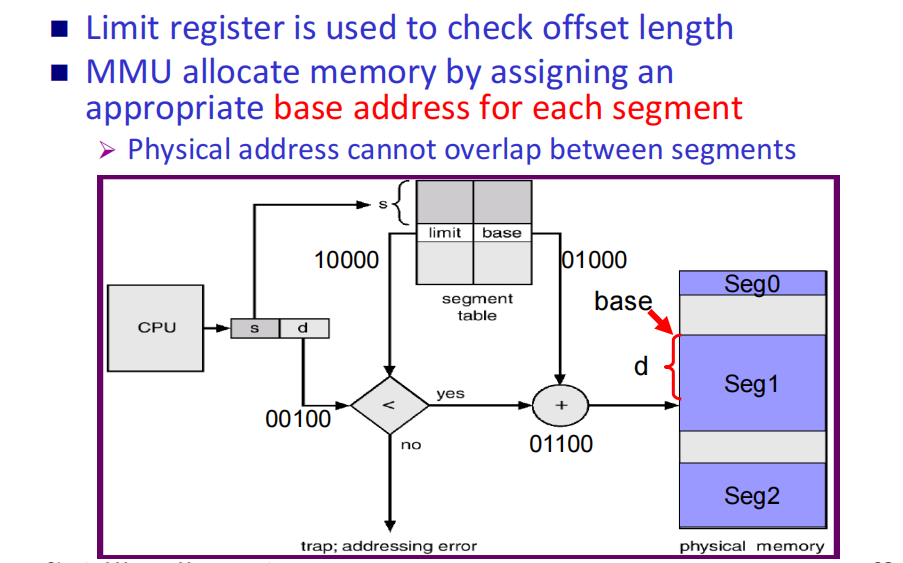 Limit register is used to check offset length
MMU allocate memory by assigning an
appropriate base address for each segment
Physical address cannot overlap between segments
s
limit base
10000
01000
segment
table
CPU
s d
base
Seg0
d
Seg1
<
yes
+
00100
no
01100
Seg2
trap; addressing error
physical memory